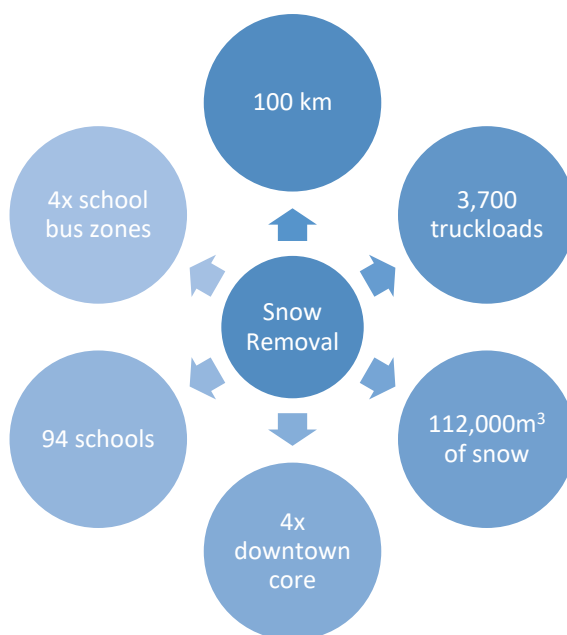 100 km
4x school
bus zones
3,700
truckloads
Snow
Removal
94 schools
112,000m³
of snow
4x
downtown
core